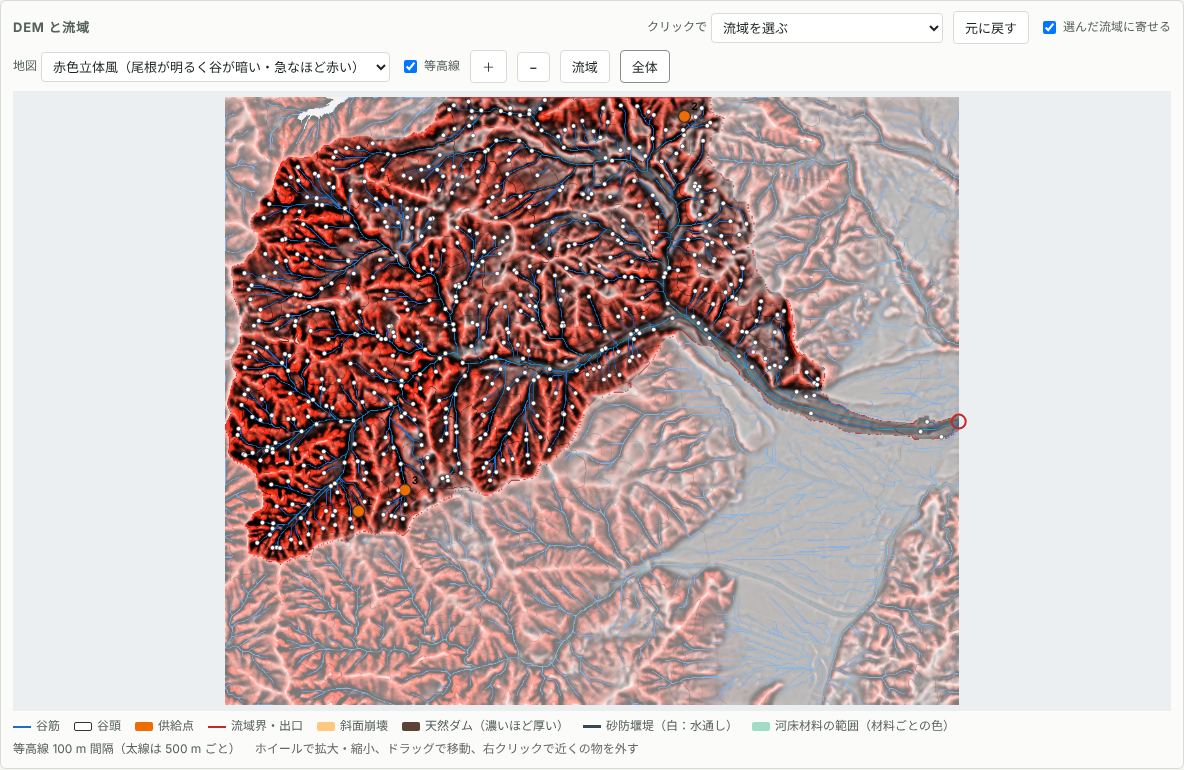 DEM と流域
クリックで 流域を選ぶ 元に戻す 選んだ流域に寄せる
地図 赤色立体風（尾根が明るく谷が暗い・急なほど赤い） 等高線 ＋ － 流域 全体
2
3
谷筋 谷頭 供給点 流域界・出口 斜面崩壊 天然ダム（濃いほど厚い） 砂防堰堤（白：水通し） 河床材料の範囲（材料ごとの色）
等高線 100 m 間隔（太線は 500 m ごと） ホイールで拡大・縮小、ドラッグで移動、右クリックで近くの物を外す